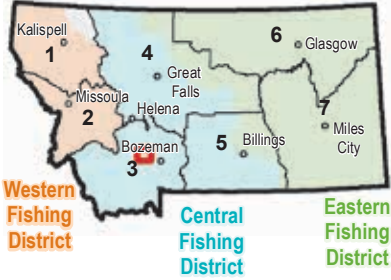 Kalispell
1
4
6
Glasgow
Great
Falls
Missoula
2
Helena
7
Miles
City
5
Billings
Bozeman
3
Western
Fishing
District
Central
Fishing
District
Eastern
Fishing
District